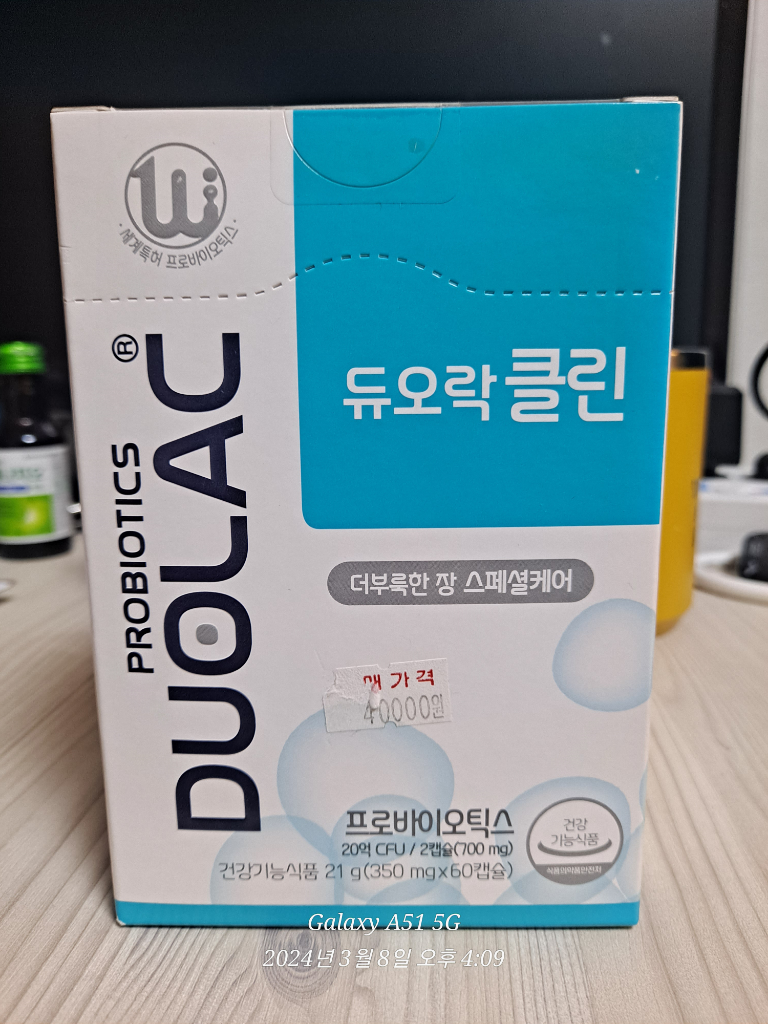 세계특허 프로바이오틱스
PROBIOTICS
DUOLAC®
듀오락 클린
더부룩한 장 스페셜케어
매가격
40000원
프로바이오틱스
20억 CFU / 2캡슐(700 mg)
건강기능식품 21 g(350 mg x 60캡슐)
건강
기능식품
식품의약품안전처
Galaxy A51 5G
2024년 3월 8일 오후 4:09